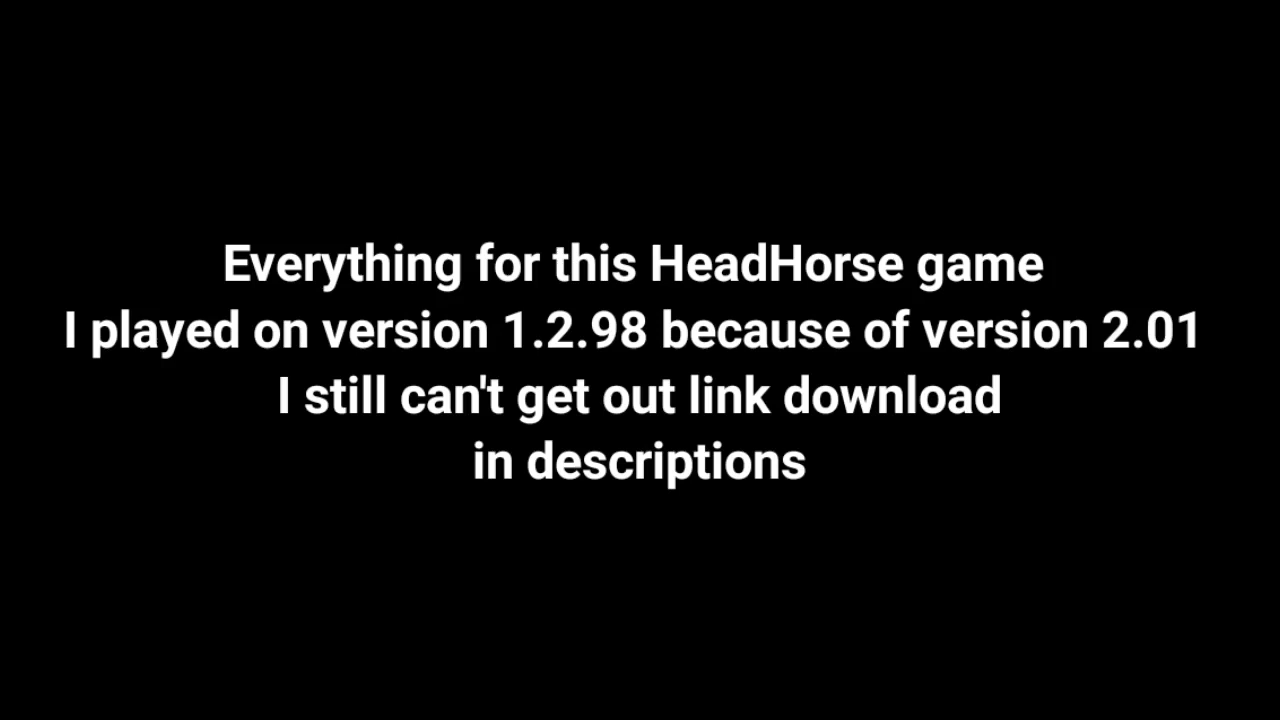 Everything for this HeadHorse game
I played on version 1.2.98 because of version 2.01
I still can't get out link download
in descriptions